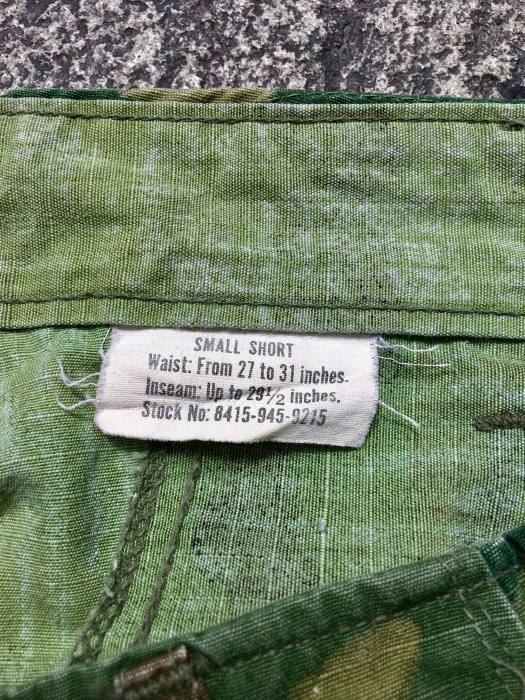 SMALL SHORT
Waist: From 27 to 31 inches.
Inseam: Up to 29½ inches.
Stock No: 8415-945-9215